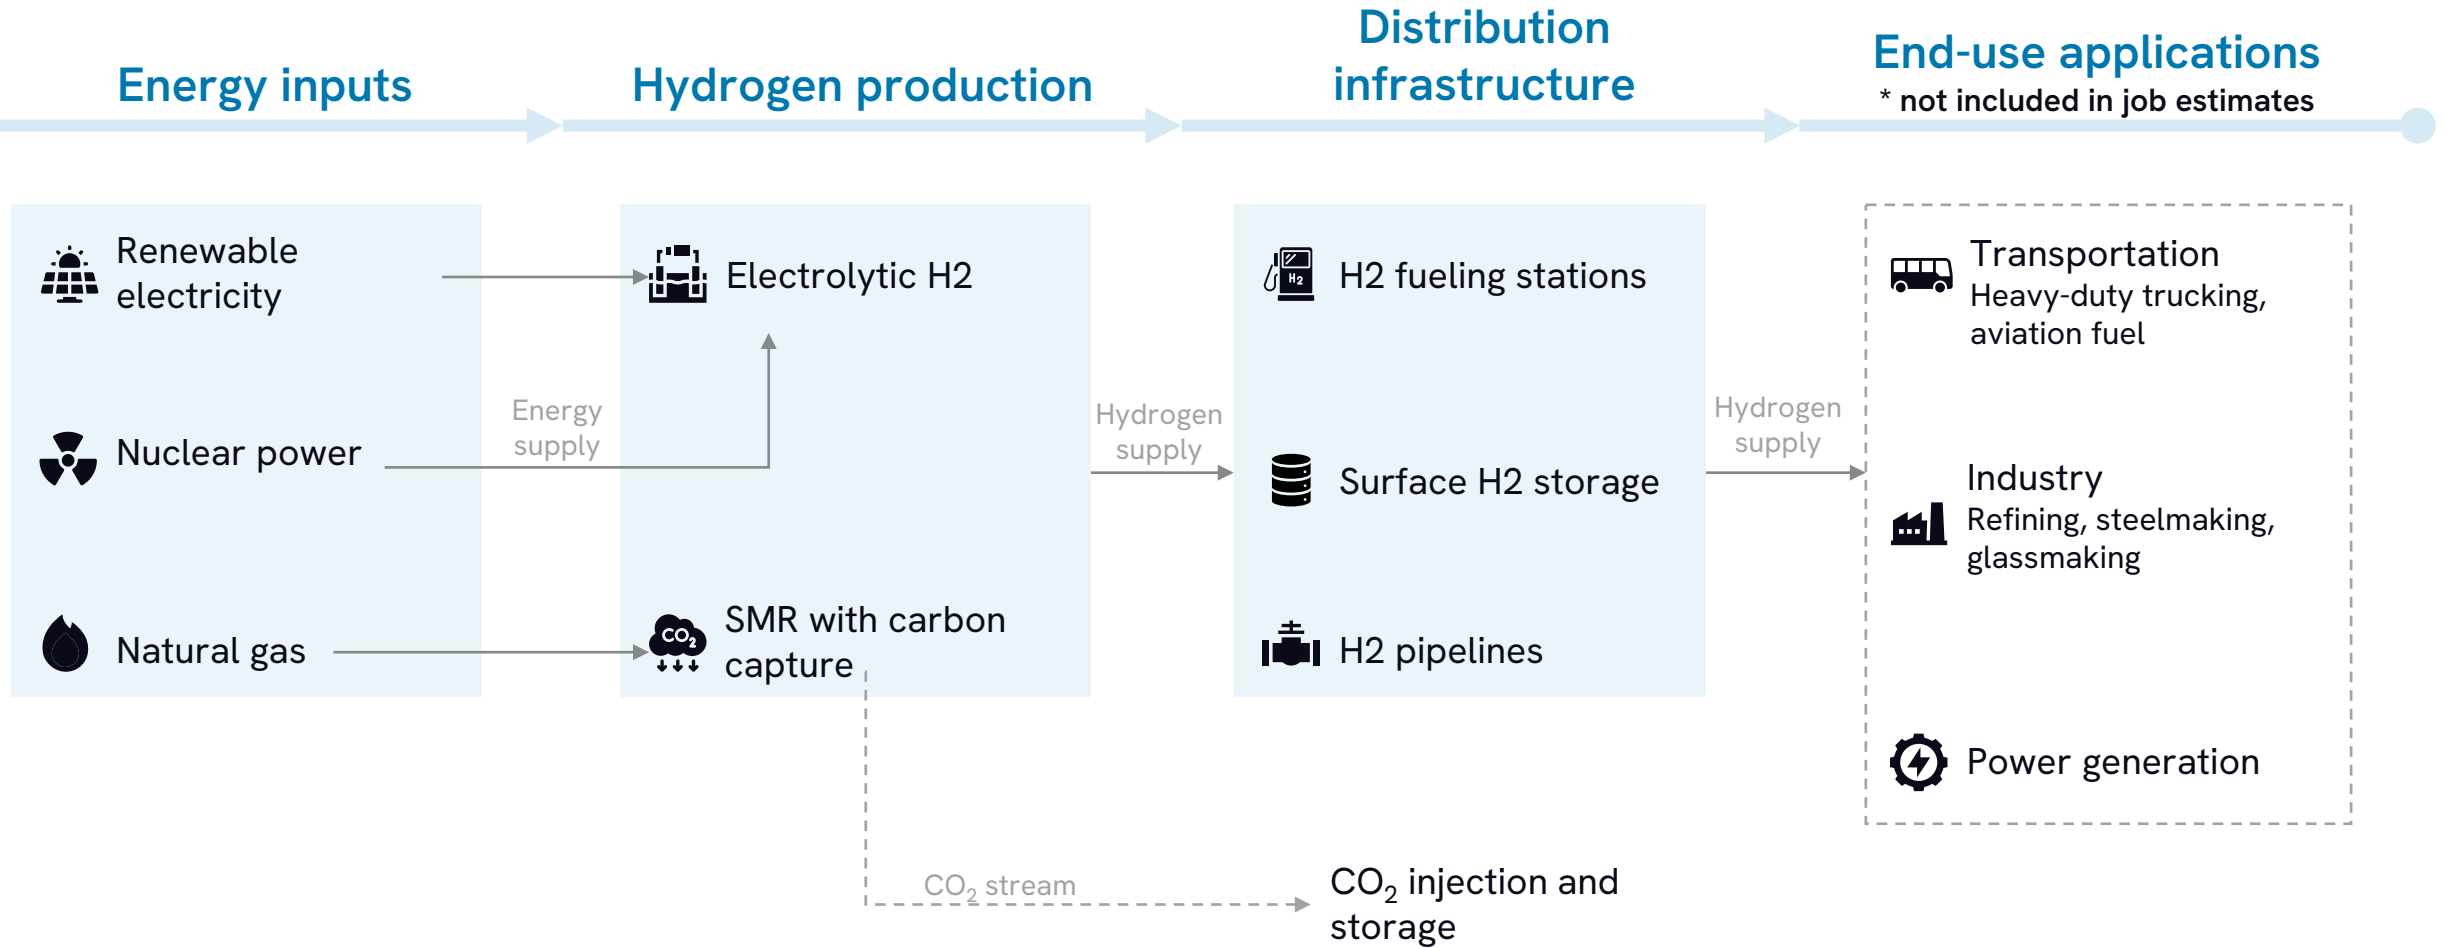 Energy inputs
Hydrogen production
Distribution
infrastructure
End-use applications
* not included in job estimates
Renewable
electricity
Nuclear power
Natural gas
Energy
supply
Electrolytic H2
SMR with carbon
capture
CO2
Hydrogen
supply
H2
H2 fueling stations
Surface H2 storage
H2 pipelines
Hydrogen
supply
Transportation
Heavy-duty trucking,
aviation fuel
Industry
Refining, steelmaking,
glassmaking
Power generation
CO₂ stream
CO₂ injection and
storage